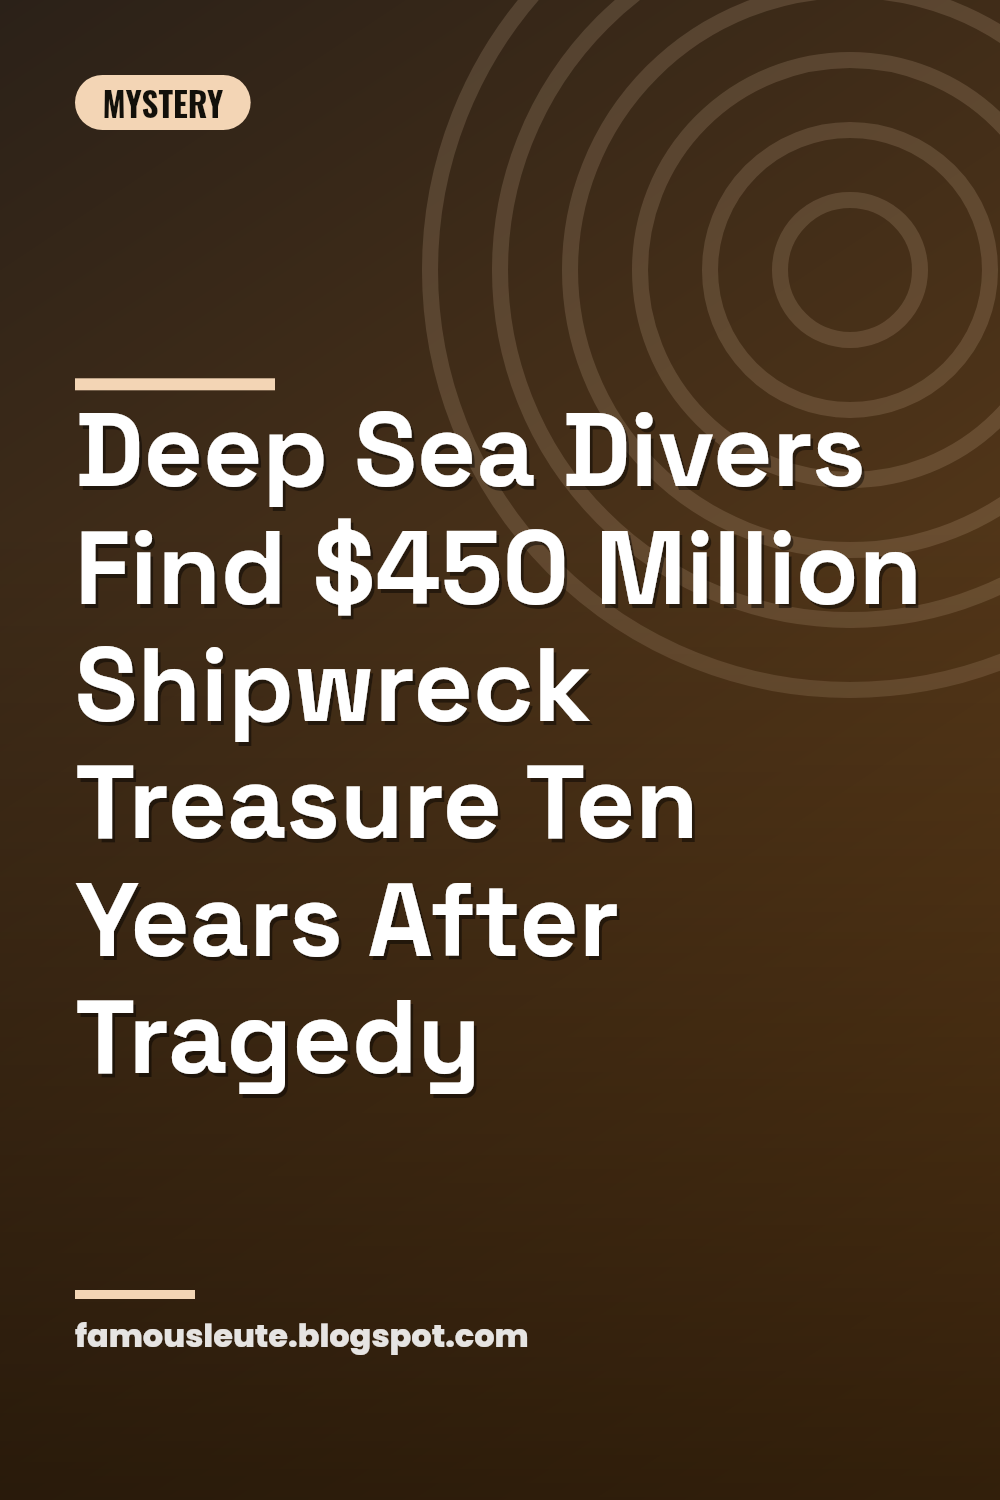 MYSTERY
Deep Sea Divers
Find $450 Million
Shipwreck
Treasure Ten
Years After
Tragedy
famousleute.blogspot.com